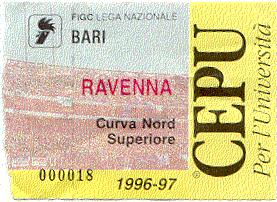 FIGC LEGA NAZIONALE
BARI
RAVENNA
Curva Nord
Superiore
000018
1996-97
CEPU
®
Per l'Università